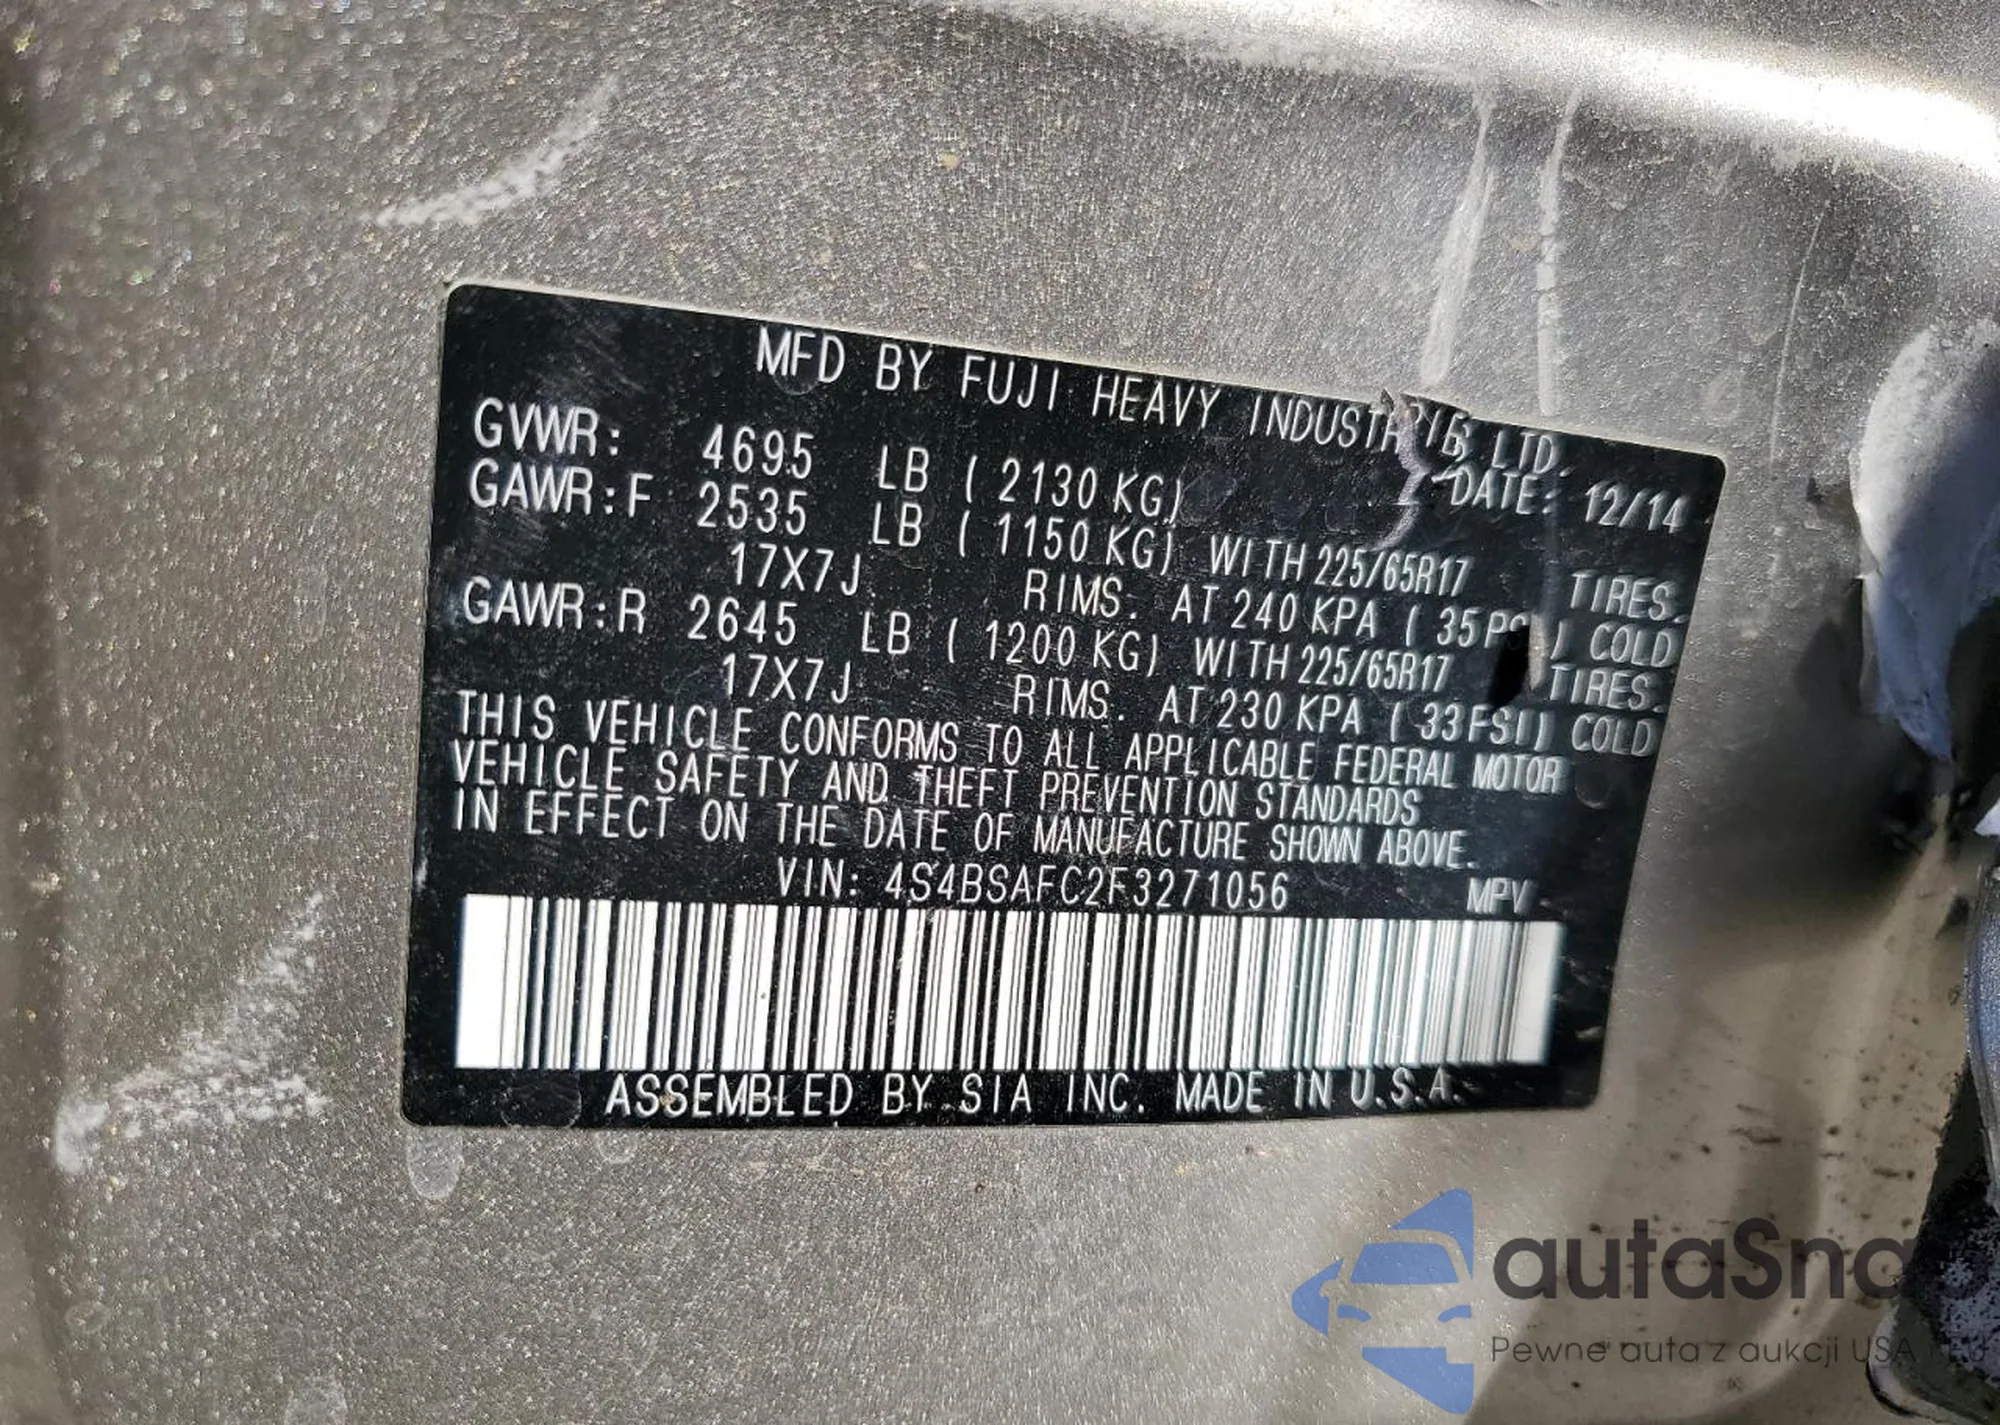 MFD BY FUJI HEAVY INDUSTRIES LTD.
DATE: 12/14
GVWR: 4695 LB ( 2130 KG)
GAWR:F 2535 LB ( 1150 KG) WITH 225/65R17 TIRES.
17X7J RIMS. AT 240 KPA ( 35 PSI) COLD
GAWR:R 2645 LB ( 1200 KG) WITH 225/65R17 TIRES.
17X7J RIMS. AT 230 KPA ( 33 PSI) COLD
THIS VEHICLE CONFORMS TO ALL APPLICABLE FEDERAL MOTOR
VEHICLE SAFETY AND THEFT PREVENTION STANDARDS
IN EFFECT ON THE DATE OF MANUFACTURE SHOWN ABOVE.
VIN: 4S4BSAFC2F3271056 MPV
ASSEMBLED BY SIA INC. MADE IN U.S.A.
autaSna
Pewne auta z aukcji USA